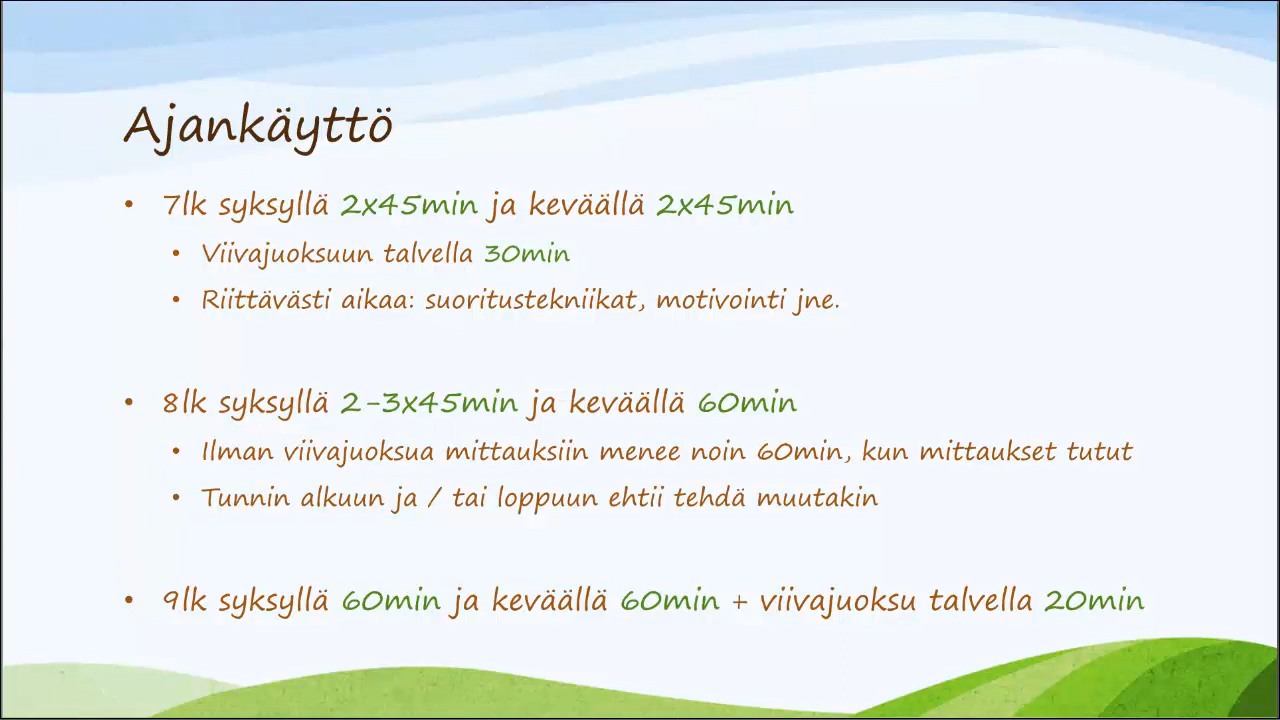 Ajankäyttö
• 7lk syksyllä 2x45min ja keväällä 2x45min
• Viivajuoksuun talvella 30min
• Riittävästi aikaa: suoritustekniikat, motivointi jne.
• 8lk syksyllä 2-3x45min ja keväällä 60min
• Ilman viivajuoksua mittauksiin menee noin 60min, kun mittaukset tutut
• Tunnin alkuun ja / tai loppuun ehtii tehdä muutakin
• 9lk syksyllä 60min ja keväällä 60min + viivajuoksu talvella 20min